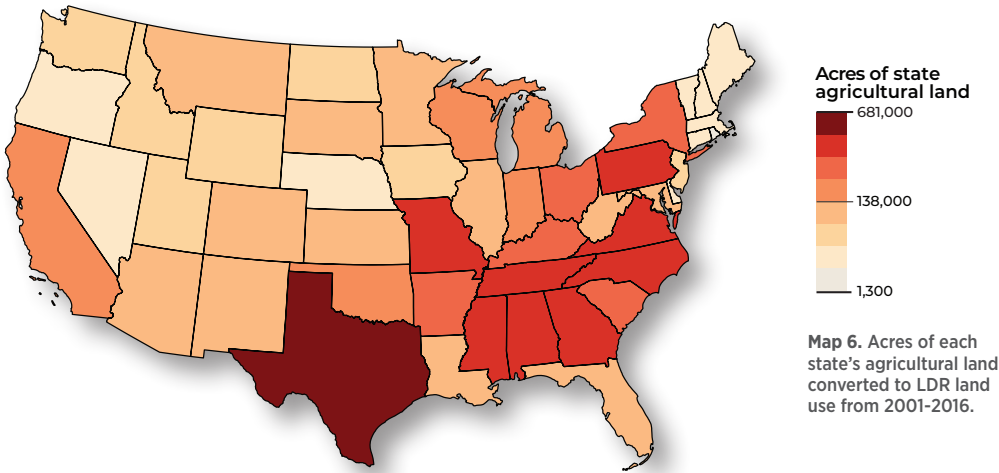 Acres of state
agricultural land
681,000
138,000
1,300
Map 6. Acres of each
state's agricultural land
converted to LDR land
use from 2001-2016.